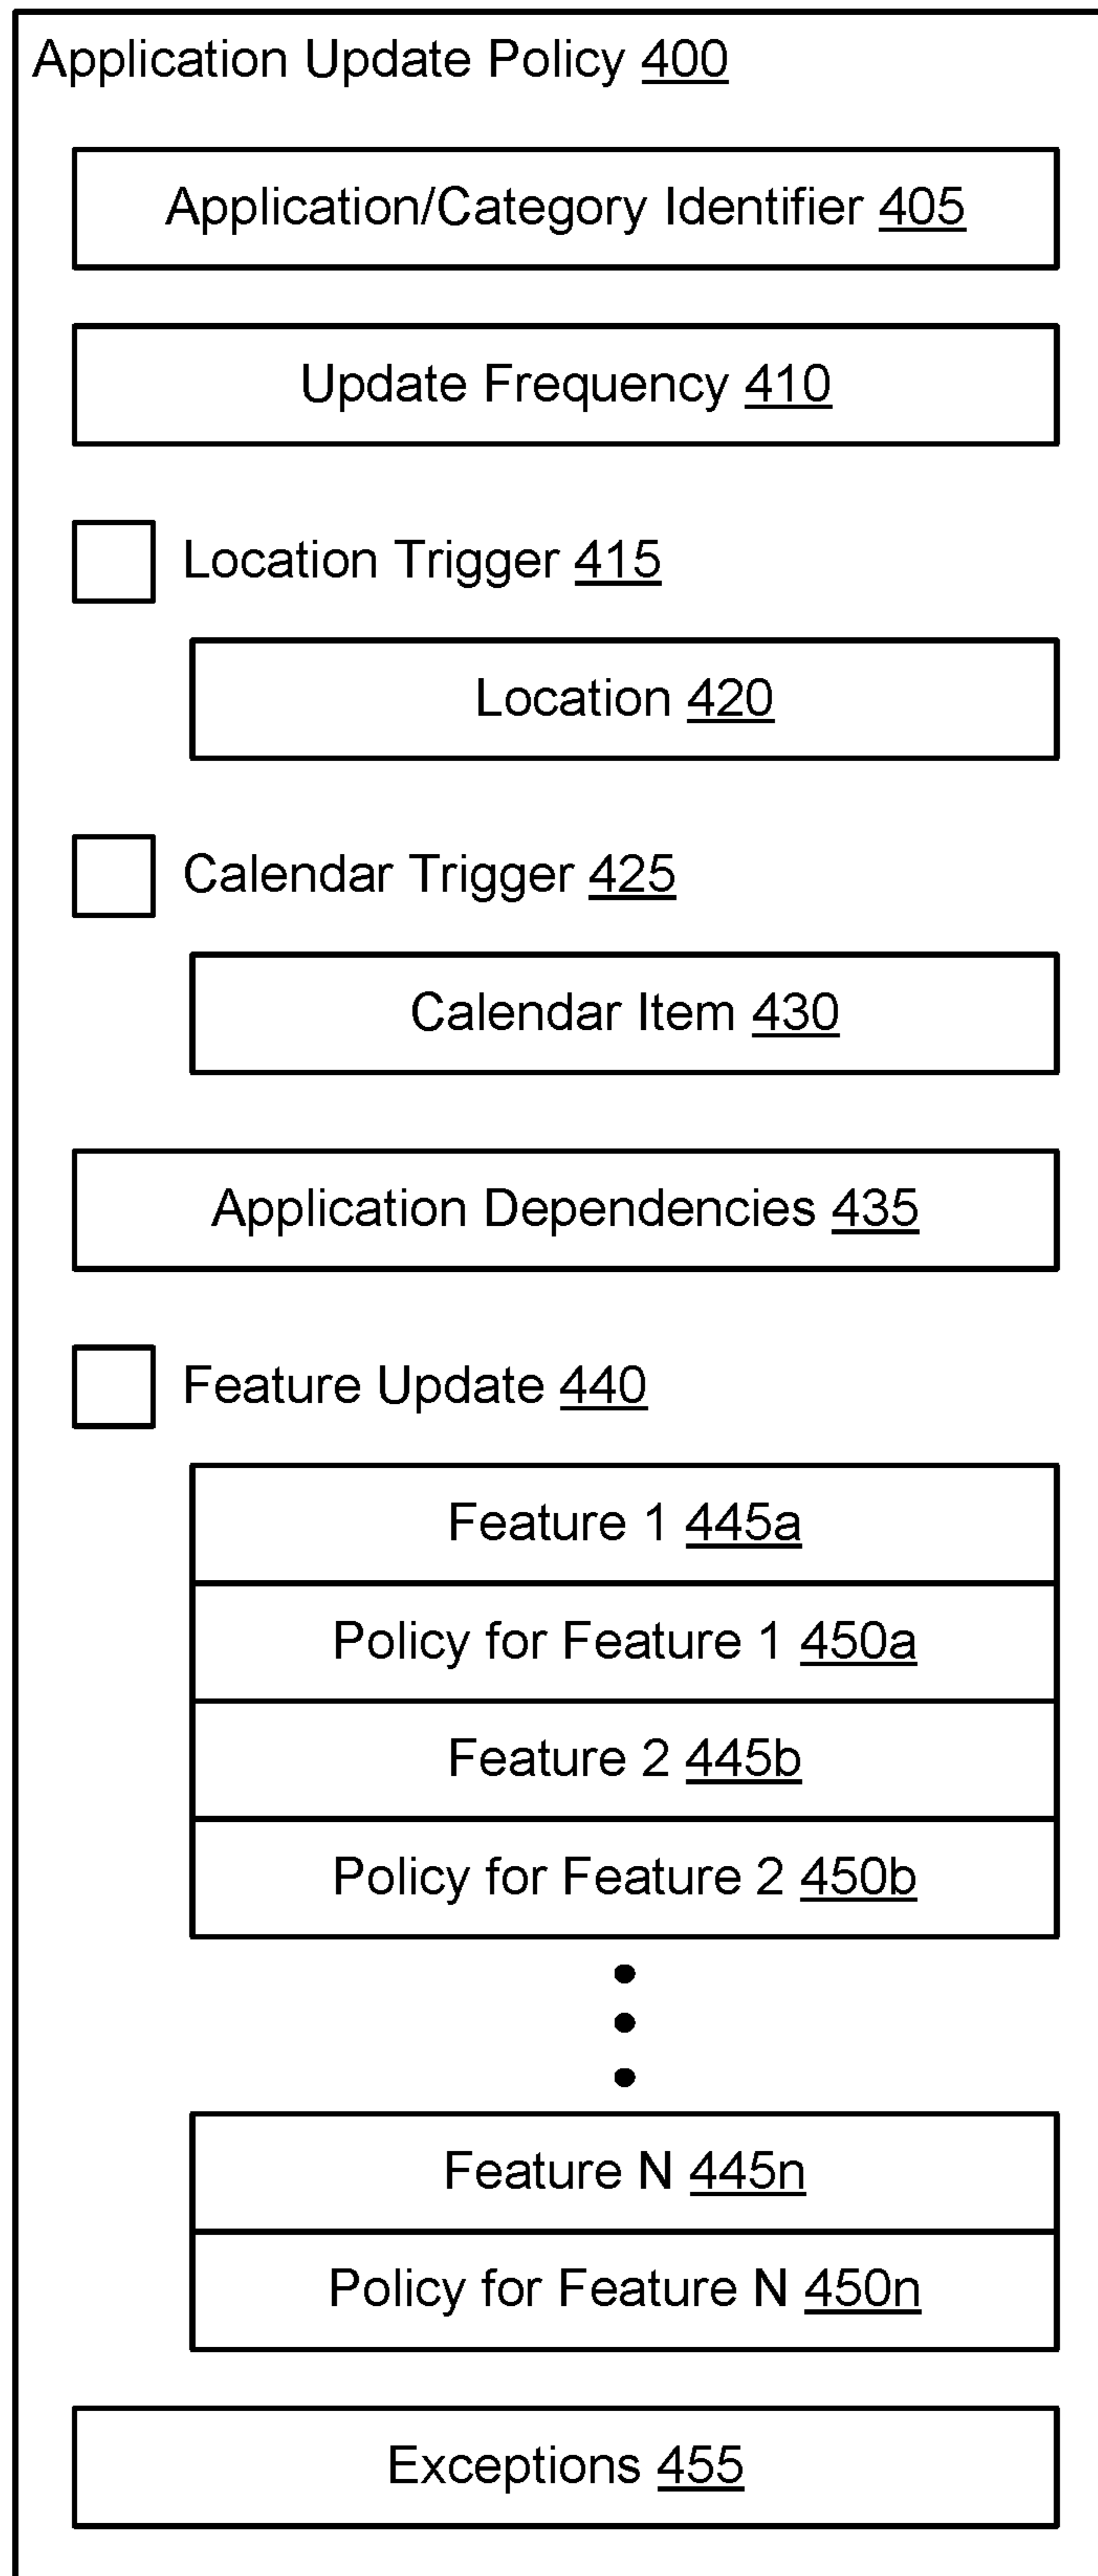 Application Update Policy 400
Application/Category Identifier 405
Update Frequency 410
Location Trigger 415
Location 420
Calendar Trigger 425
Calendar Item 430
Application Dependencies 435
Feature Update 440
Feature 1 445a
Policy for Feature 1 450a
Feature 2 445b
Policy for Feature 2 450b
Feature N 445n
Policy for Feature N 450n
Exceptions 455